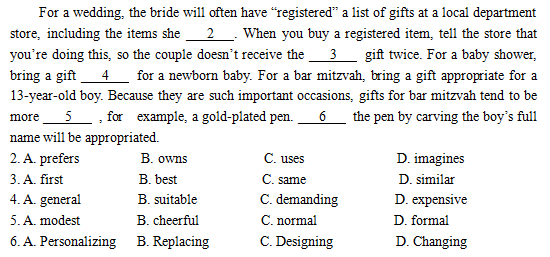 For a wedding, the bride will often have “registered” a list of gifts at a local department
store, including the items she 2 . When you buy a registered item, tell the store that
you’re doing this, so the couple doesn’t receive the 3 gift twice. For a baby shower,
bring a gift 4 for a newborn baby. For a bar mitzvah, bring a gift appropriate for a
13-year-old boy. Because they are such important occasions, gifts for bar mitzvah tend to be
more 5 , for example, a gold-plated pen. 6 the pen by carving the boy’s full
name will be appropriated.
2. A. prefers B. owns C. uses D. imagines
3. A. first B. best C. same D. similar
4. A. general B. suitable C. demanding D. expensive
5. A. modest B. cheerful C. normal D. formal
6. A. Personalizing B. Replacing C. Designing D. Changing